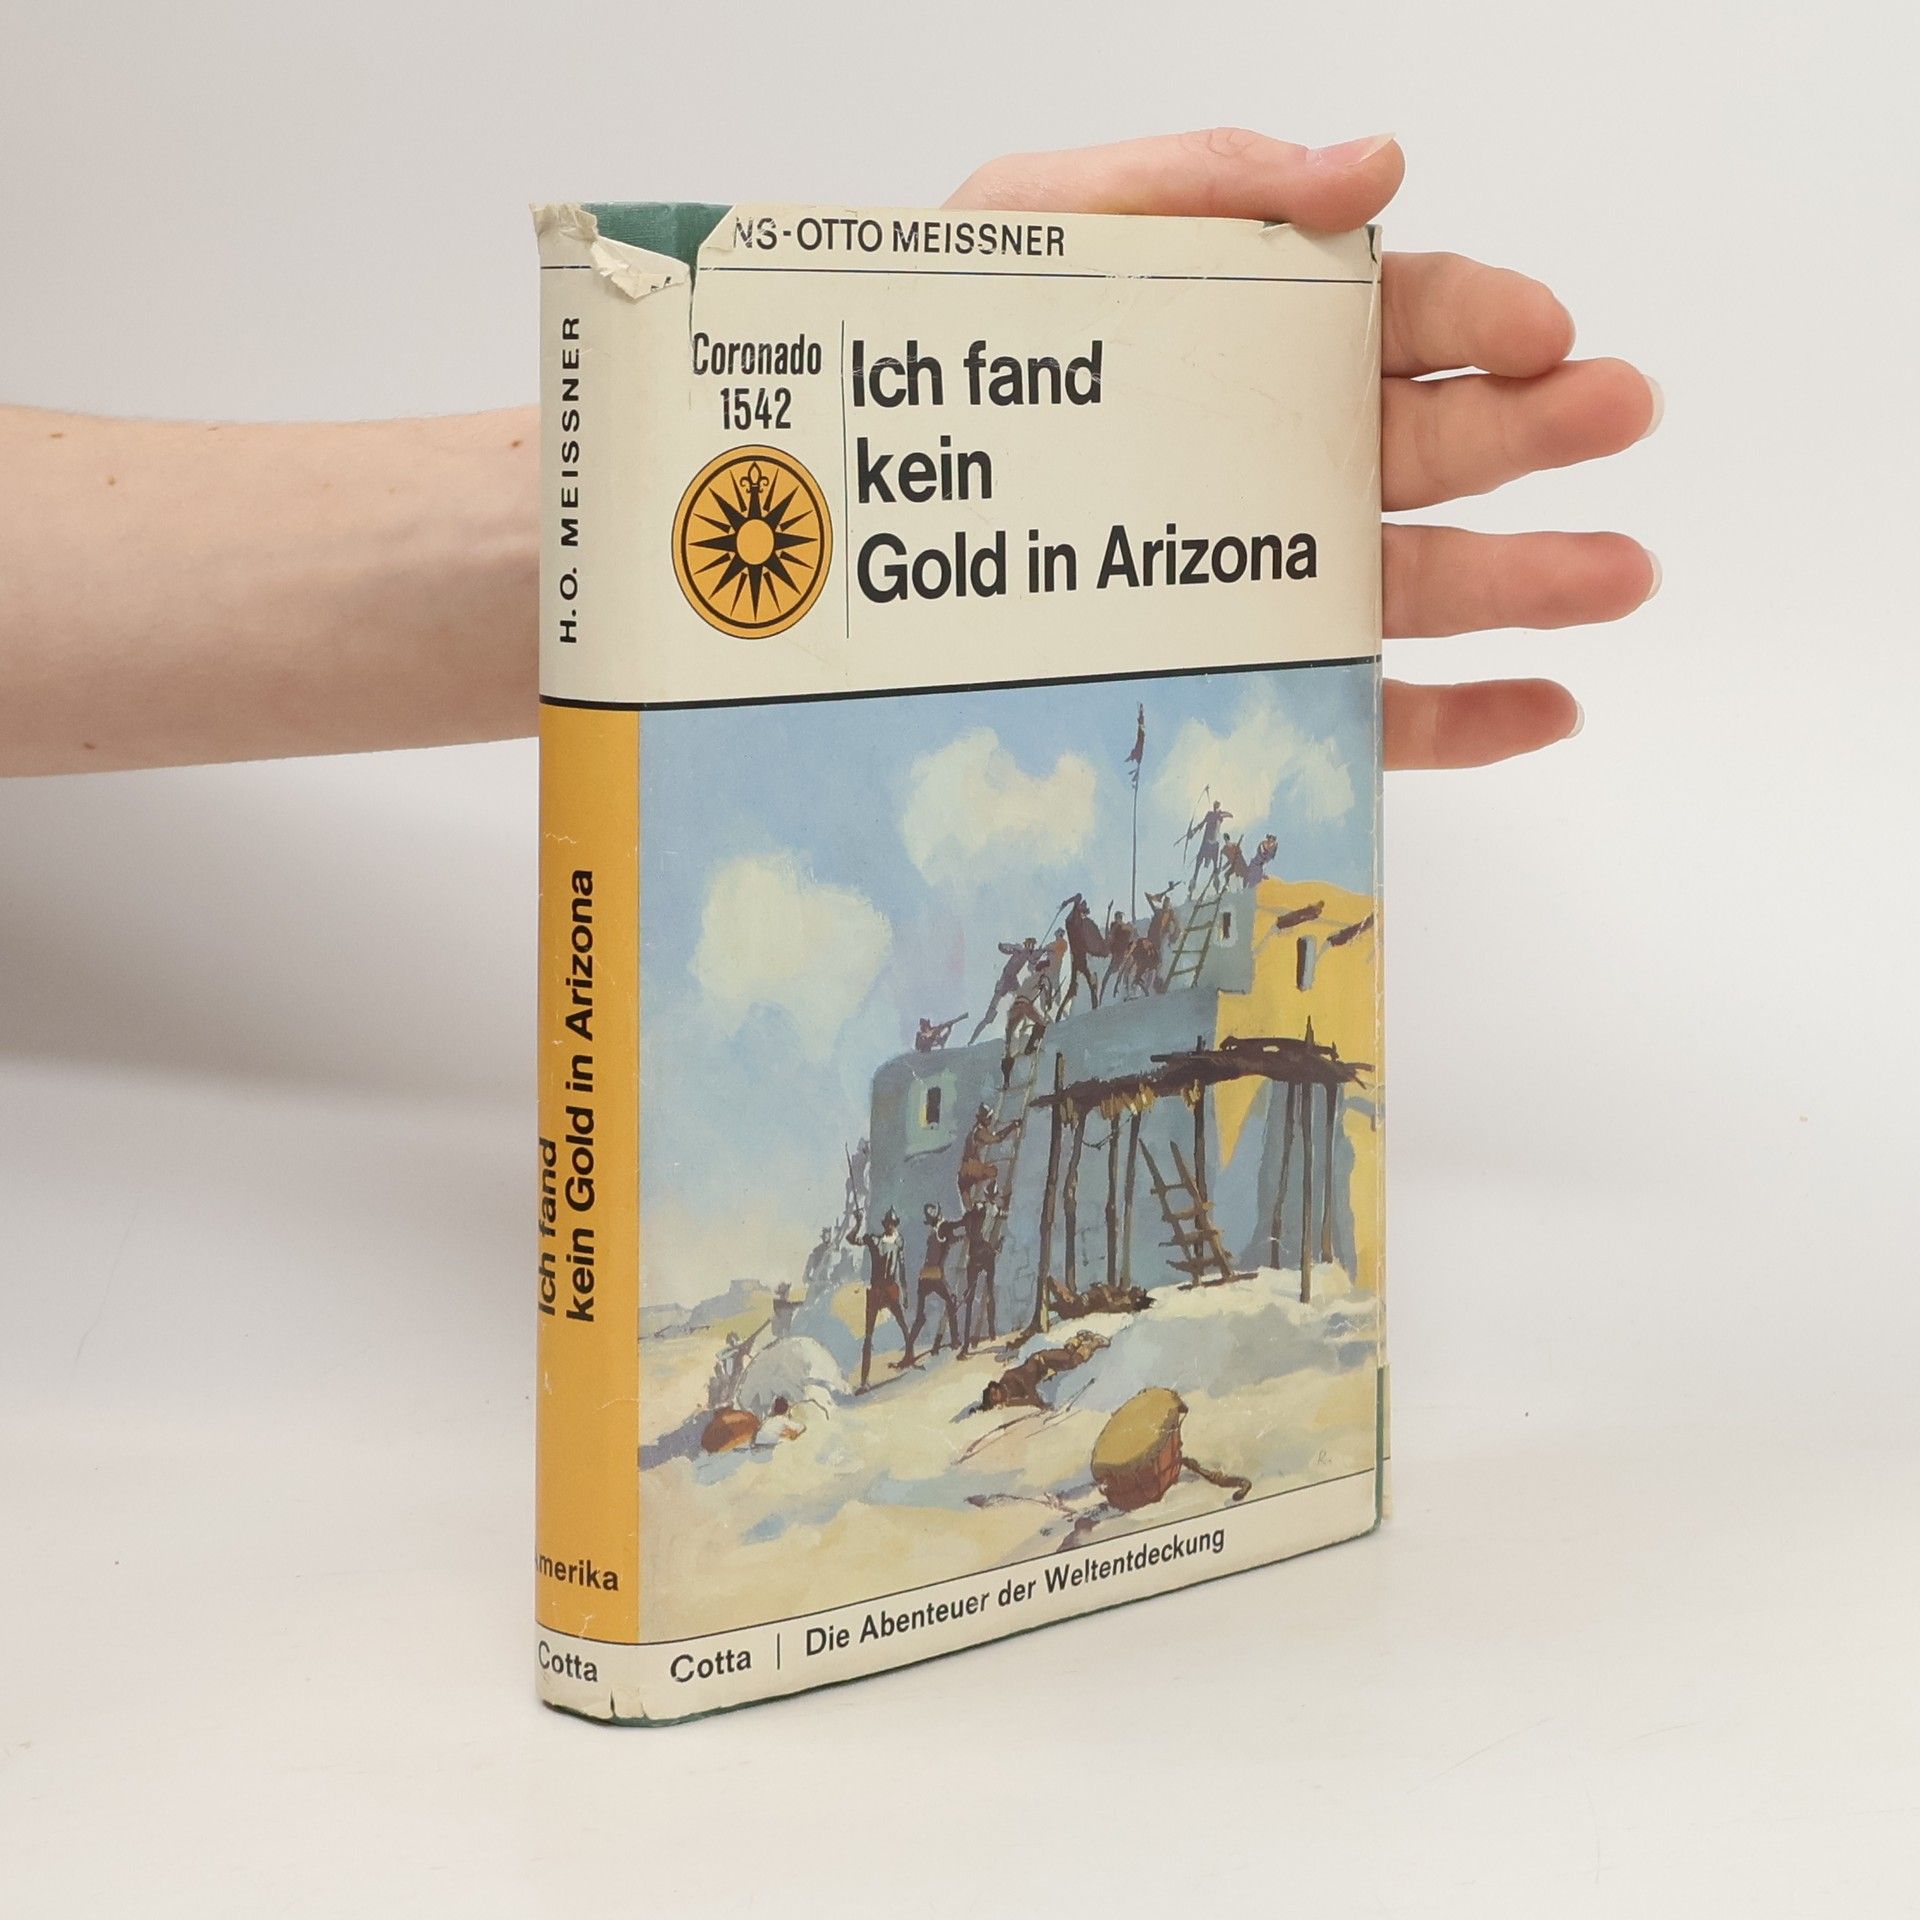 NS-OTTO MEISSNER
Coronado
1542
Ich fand
kein
Gold in Arizona
Cotta | Die Abenteuer der Weltentdeckung
H.O. MEISSNER
Ich fand
kein Gold in Arizona
Amerika
Cotta